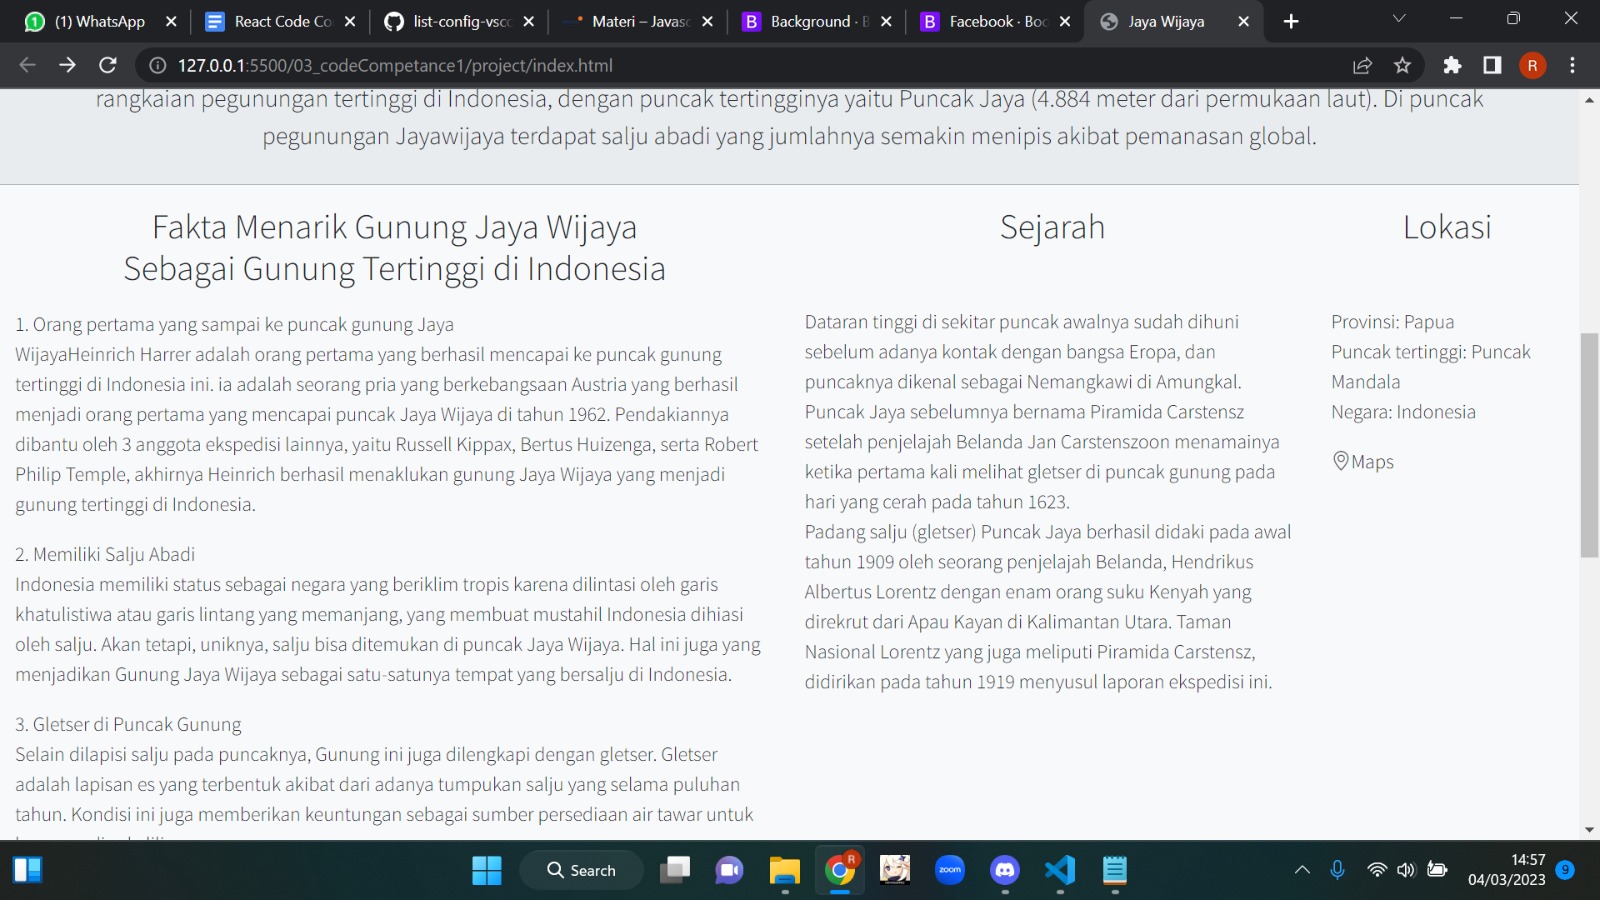 (1) WhatsApp
React Code Co
list-config-vsco
Materi – Javasc
Background · B
Facebook · Boo
Jaya Wijaya
127.0.0.1:5500/03_codeCompetance1/project/index.html
R
rangkaian pegunungan tertinggi di Indonesia, dengan puncak tertingginya yaitu Puncak Jaya (4.884 meter dari permukaan laut). Di puncak
pegunungan Jayawijaya terdapat salju abadi yang jumlahnya semakin menipis akibat pemanasan global.
Fakta Menarik Gunung Jaya Wijaya
Sebagai Gunung Tertinggi di Indonesia
1. Orang pertama yang sampai ke puncak gunung Jaya
WijayaHeinrich Harrer adalah orang pertama yang berhasil mencapai ke puncak gunung
tertinggi di Indonesia ini. ia adalah seorang pria yang berkebangsaan Austria yang berhasil
menjadi orang pertama yang mencapai puncak Jaya Wijaya di tahun 1962. Pendakiannya
dibantu oleh 3 anggota ekspedisi lainnya, yaitu Russell Kippax, Bertus Huizenga, serta Robert
Philip Temple, akhirnya Heinrich berhasil menaklukan gunung Jaya Wijaya yang menjadi
gunung tertinggi di Indonesia.
2. Memiliki Salju Abadi
Indonesia memiliki status sebagai negara yang beriklim tropis karena dilintasi oleh garis
khatulistiwa atau garis lintang yang memanjang, yang membuat mustahil Indonesia dihiasi
oleh salju. Akan tetapi, uniknya, salju bisa ditemukan di puncak Jaya Wijaya. Hal ini juga yang
menjadikan Gunung Jaya Wijaya sebagai satu-satunya tempat yang bersalju di Indonesia.
3. Gletser di Puncak Gunung
Selain dilapisi salju pada puncaknya, Gunung ini juga dilengkapi dengan gletser. Gletser
adalah lapisan es yang terbentuk akibat dari adanya tumpukan salju yang selama puluhan
tahun. Kondisi ini juga memberikan keuntungan sebagai sumber persediaan air tawar untuk
Sejarah
Dataran tinggi di sekitar puncak awalnya sudah dihuni
sebelum adanya kontak dengan bangsa Eropa, dan
puncaknya dikenal sebagai Nemangkawi di Amungkal.
Puncak Jaya sebelumnya bernama Piramida Carstensz
setelah penjelajah Belanda Jan Carstenszoon menamainya
ketika pertama kali melihat gletser di puncak gunung pada
hari yang cerah pada tahun 1623.
Padang salju (gletser) Puncak Jaya berhasil didaki pada awal
tahun 1909 oleh seorang penjelajah Belanda, Hendrikus
Albertus Lorentz dengan enam orang suku Kenyah yang
direkrut dari Apau Kayan di Kalimantan Utara. Taman
Nasional Lorentz yang juga meliputi Piramida Carstensz,
didirikan pada tahun 1919 menyusul laporan ekspedisi ini.
Lokasi
Provinsi: Papua
Puncak tertinggi: Puncak
Mandala
Negara: Indonesia
Maps
Search
R
zoom
14:57
04/03/2023
9